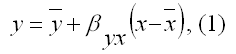 y = y̅ + β_yx (x − x̅), (1)